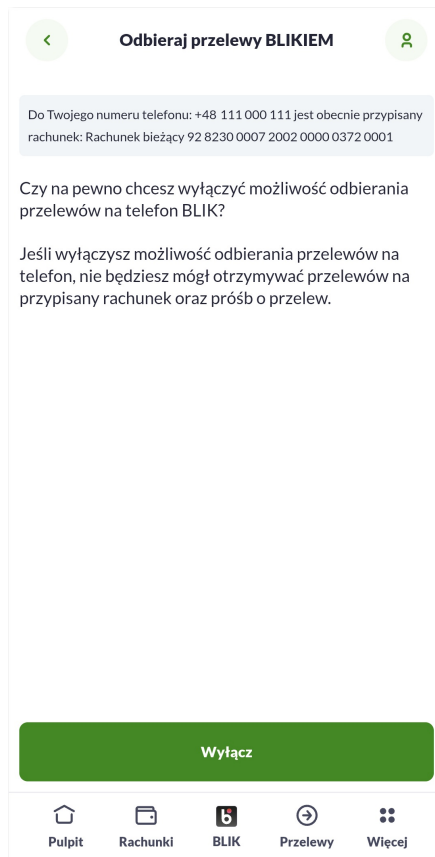 Odbieraj przelewy BLIKIEM
Do Twojego numeru telefonu: +48 111 000 111 jest obecnie przypisany
rachunek: Rachunek bieżący 92 8230 0007 2002 0000 0372 0001
Czy na pewno chcesz wyłączyć możliwość odbierania
przelewów na telefon BLIK?
Jeśli wyłączysz możliwość odbierania przelewów na
telefon, nie będziesz mógł otrzymywać przelewów na
przypisany rachunek oraz próśb o przelew.
Wyłącz
Pulpit Rachunki BLIK Przelewy Więcej